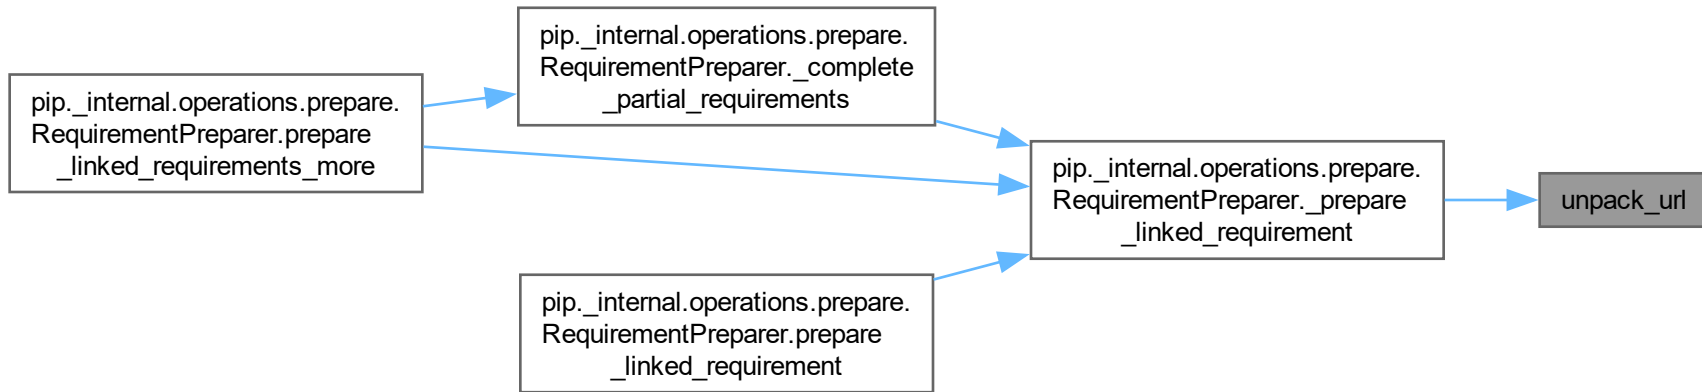 pip._internal.operations.prepare.
RequirementPreparer.prepare
_linked_requirements_more
pip._internal.operations.prepare.
RequirementPreparer._complete
_partial_requirements
pip._internal.operations.prepare.
RequirementPreparer.prepare
_linked_requirement
pip._internal.operations.prepare.
RequirementPreparer._prepare
_linked_requirement
unpack_url